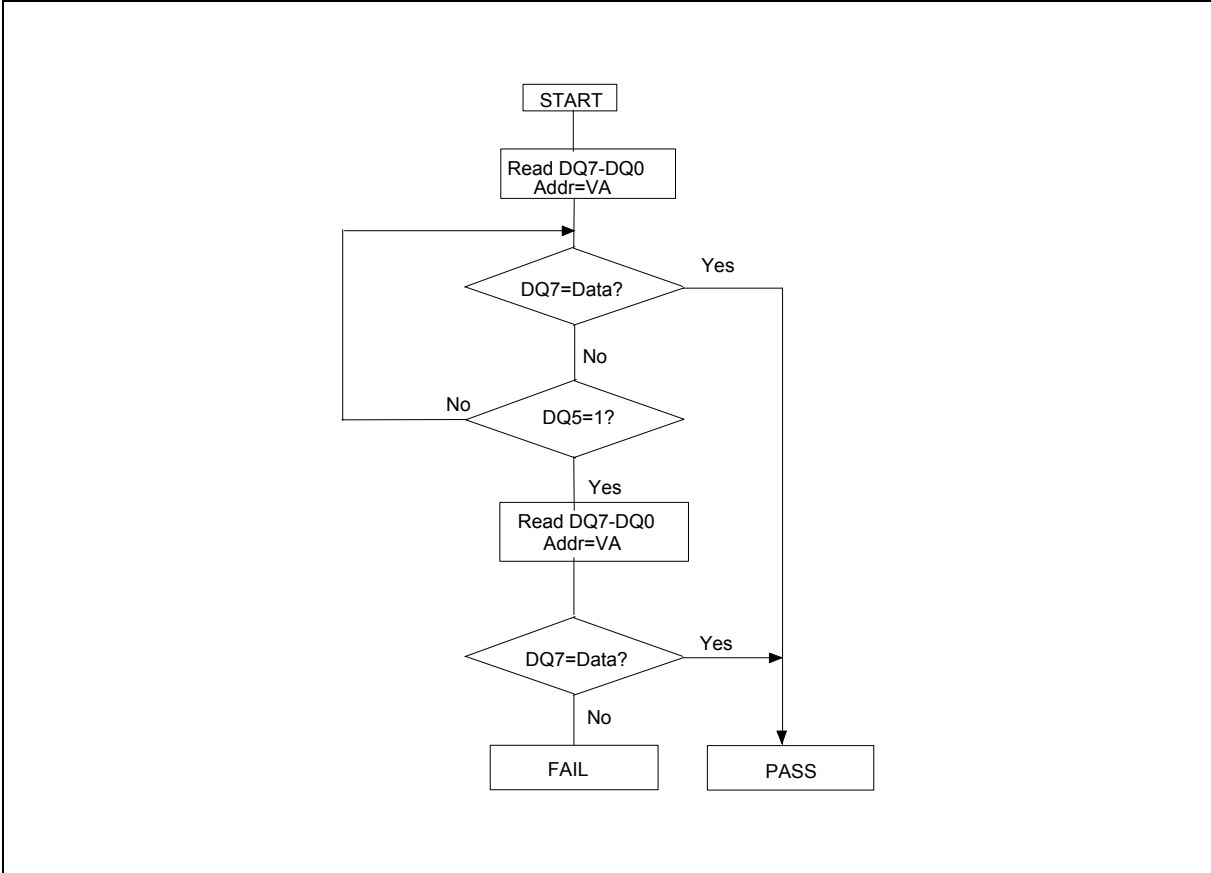 START
Read DQ7-DQ0
Addr=VA
Yes
DQ7=Data?
No
No
DQ5=1?
Yes
Read DQ7-DQ0
Addr=VA
Yes
DQ7=Data?
No
FAIL
PASS